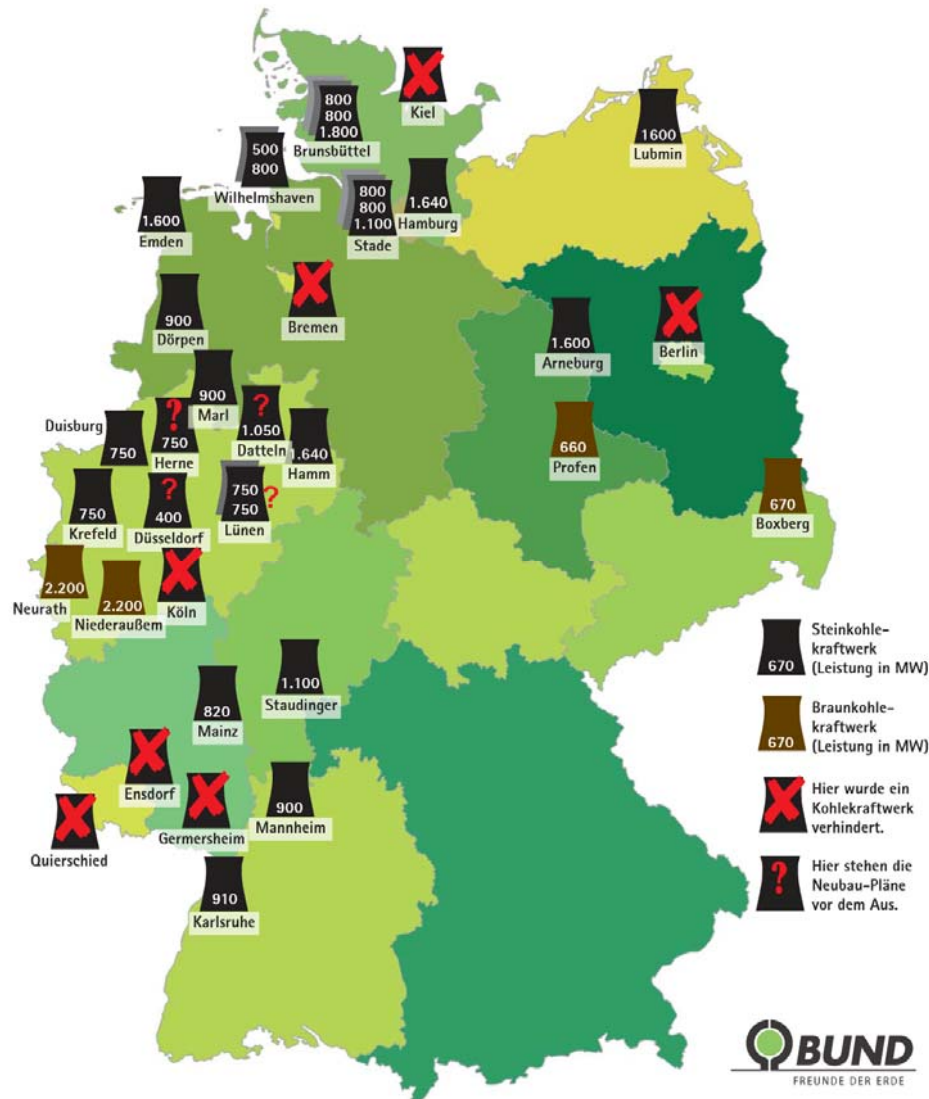 Kiel
800
800
1.800
Brunsbüttel
1600
Lubmin
500
800
Wilhelmshaven
800
800
1.100
Stade
1.640
Hamburg
1.600
Emden
Bremen
900
Dörpen
1.600
Arneburg
Berlin
900
Marl
Duisburg
750
?
750
Herne
?
1.050
Datteln
1.640
Hamm
660
Profen
670
Boxberg
750
Krefeld
?
400
Düsseldorf
750
750
?
Lünen
2.200
Neurath
2.200
Niederaußem
Köln
1.100
Staudinger
820
Mainz
Ensdorf
Germersheim
900
Mannheim
Quierschied
910
Karlsruhe
670
Steinkohle-
kraftwerk
(Leistung in MW)
670
Braunkohle-
kraftwerk
(Leistung in MW)
Hier wurde ein
Kohlekraftwerk
verhindert.
?
Hier stehen die
Neubau-Pläne
vor dem Aus.
BUND
FREUNDE DER ERDE